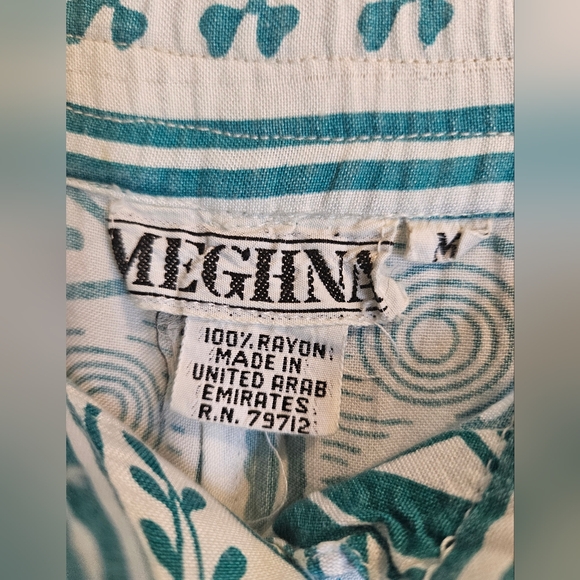 MEGHNA
M
100% RAYON
MADE IN
UNITED ARAB
EMIRATES
R.N. 79712